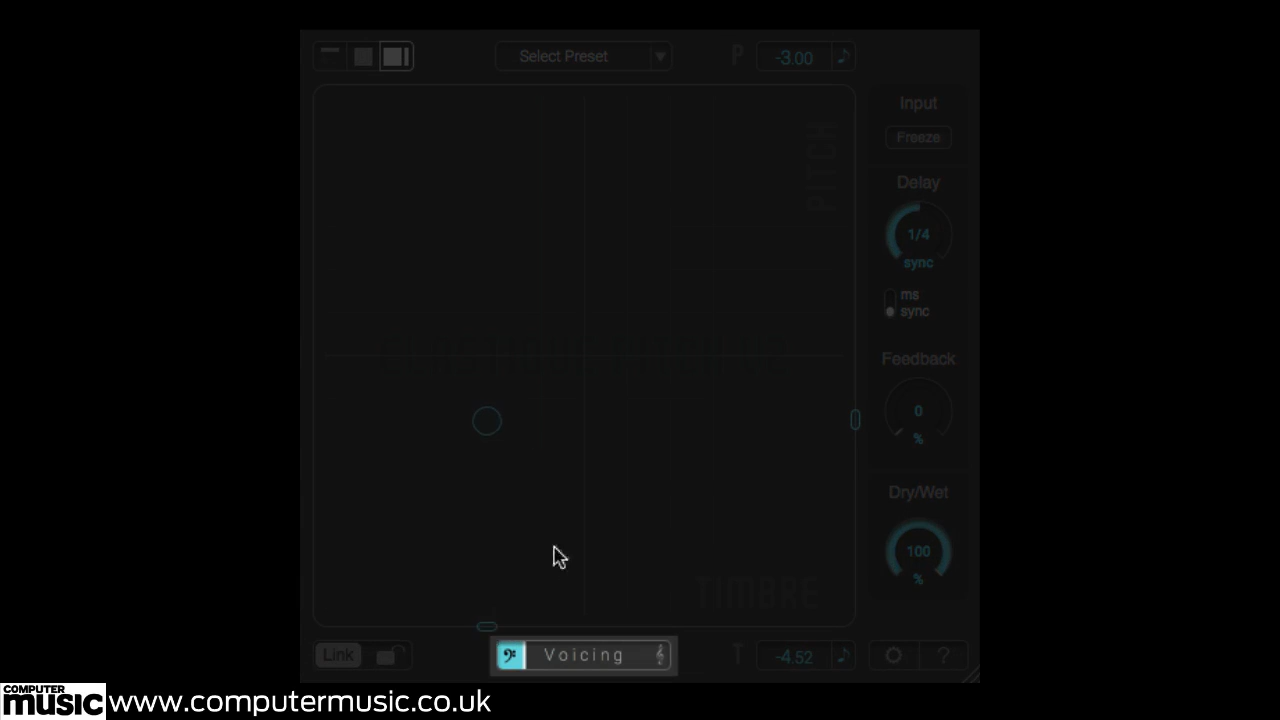 Select Preset
P
-3.00
Input
Freeze
PITCH
Delay
1/4
sync
ms
sync
Feedback
0
%
Dry/Wet
100
%
TIMBRE
Link
Voicing
T
-4.52
?
COMPUTER
music
www.computermusic.co.uk